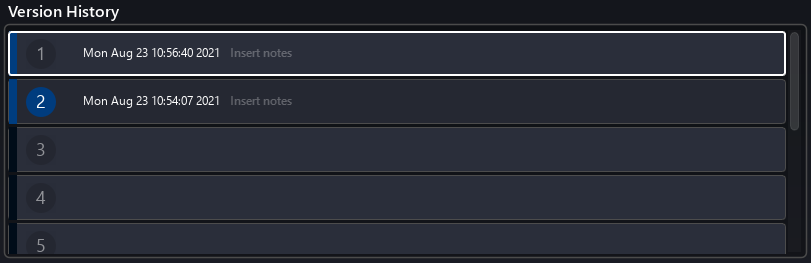 Version History
1 Mon Aug 23 10:56:40 2021 Insert notes
2 Mon Aug 23 10:54:07 2021 Insert notes
3
4
5